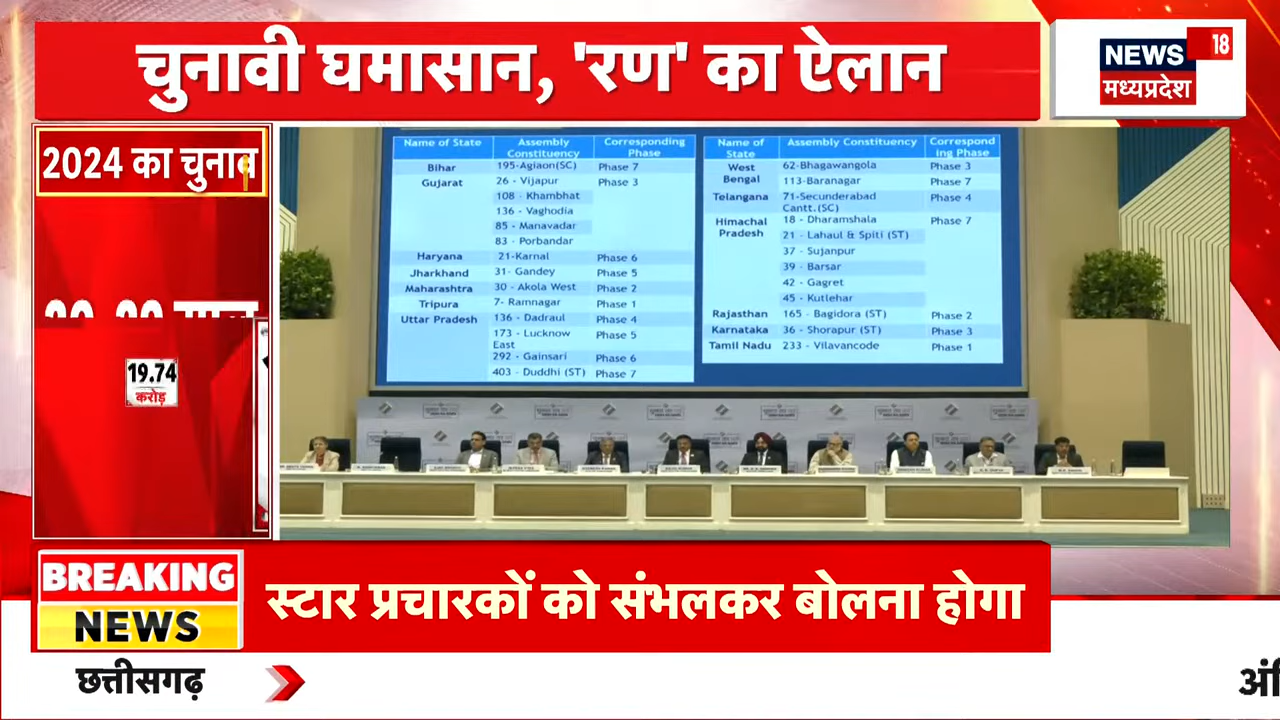 चुनावी घमासान, 'रण' का ऐलान
NEWS 18
मध्यप्रदेश
2024 का चुनाव
19.74
करोड़
Name of State Assembly Constituency Corresponding Phase
Bihar 195-Agiaon(SC) Phase 7
Gujarat 26 - Vijapur Phase 3
108 - Khambhat
136 - Vaghodia
85 - Manavadar
83 - Porbandar
Haryana 21-Karnal Phase 6
Jharkhand 31- Gandey Phase 5
Maharashtra 30 - Akola West Phase 2
Tripura 7- Ramnagar Phase 1
Uttar Pradesh 136 - Dadraul Phase 4
173 - Lucknow East Phase 5
292 - Gainsari Phase 6
403 - Duddhi (ST) Phase 7
Name of State Assembly Constituency Correspond ing Phase
West Bengal 62-Bhagawangola Phase 3
113-Baranagar Phase 7
Telangana 71-Secunderabad Cantt.(SC) Phase 4
Himachal Pradesh 18 - Dharamshala Phase 7
21 - Lahaul & Spiti (ST)
37 - Sujanpur
39 - Barsar
42 - Gagret
45 - Kutlehar
Rajasthan 165 - Bagidora (ST) Phase 2
Karnataka 36 - Shorapur (ST) Phase 3
Tamil Nadu 233 - Vilavancode Phase 1
BREAKING
NEWS
स्टार प्रचारकों को संभलकर बोलना होगा
छत्तीसगढ़